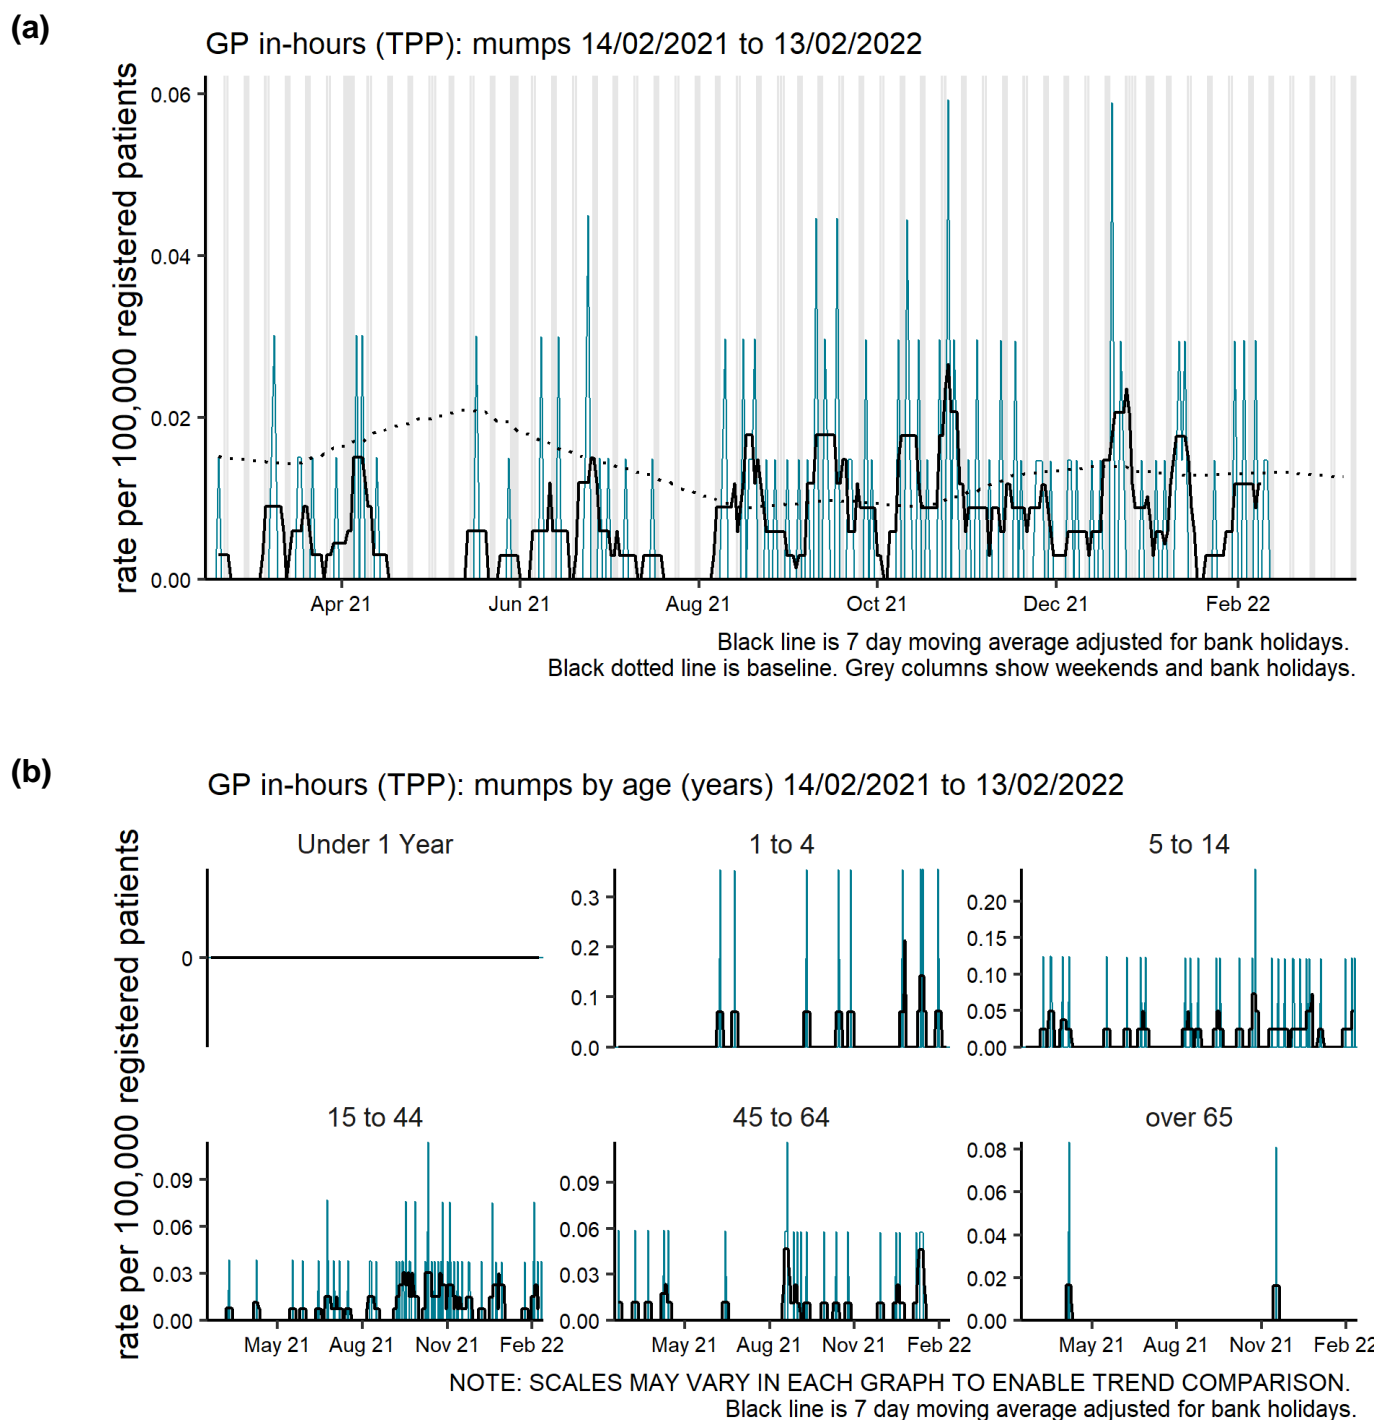 (a)
GP in-hours (TPP): mumps 14/02/2021 to 13/02/2022
rate per 100,000 registered patients
0.06
0.04
0.02
0.00
Apr 21 Jun 21 Aug 21 Oct 21 Dec 21 Feb 22
Black line is 7 day moving average adjusted for bank holidays.
Black dotted line is baseline. Grey columns show weekends and bank holidays.
(b)
GP in-hours (TPP): mumps by age (years) 14/02/2021 to 13/02/2022
rate per 100,000 registered patients
Under 1 Year
0
1 to 4
0.3
0.2
0.1
0.0
5 to 14
0.20
0.15
0.10
0.05
0.00
15 to 44
0.09
0.06
0.03
0.00
May 21 Aug 21 Nov 21 Feb 22
45 to 64
0.09
0.06
0.03
0.00
May 21 Aug 21 Nov 21 Feb 22
over 65
0.08
0.06
0.04
0.02
0.00
May 21 Aug 21 Nov 21 Feb 22
NOTE: SCALES MAY VARY IN EACH GRAPH TO ENABLE TREND COMPARISON.
Black line is 7 day moving average adjusted for bank holidays.